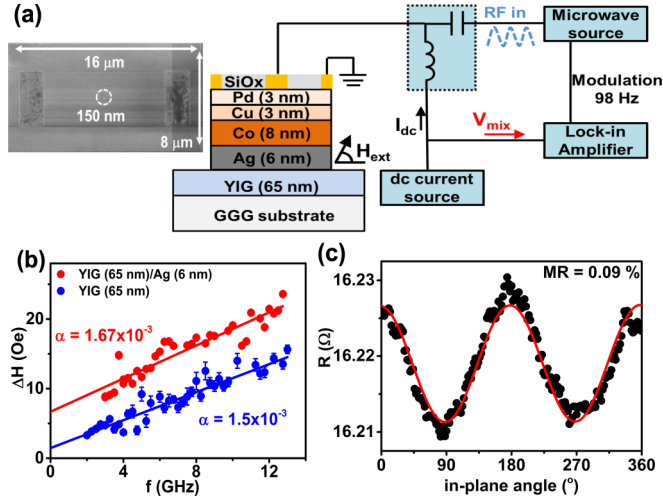 (a)
16 μm
150 nm
8 μm
SiOx
Pd (3 nm)
Cu (3 nm)
Co (8 nm)
Ag (6 nm)
YIG (65 nm)
GGG substrate
Hext
Idc
dc current
source
RF in
Microwave
source
Modulation
98 Hz
Vmix
Lock-in
Amplifier
(b)
YIG (65 nm)/Ag (6 nm)
YIG (65 nm)
α = 1.67x10⁻³
α = 1.5x10⁻³
ΔH (Oe)
20
10
0
0
4
8
12
f (GHz)
(c)
MR = 0.09 %
R (Ω)
16.23
16.22
16.21
0
90
180
270
360
in-plane angle (°)